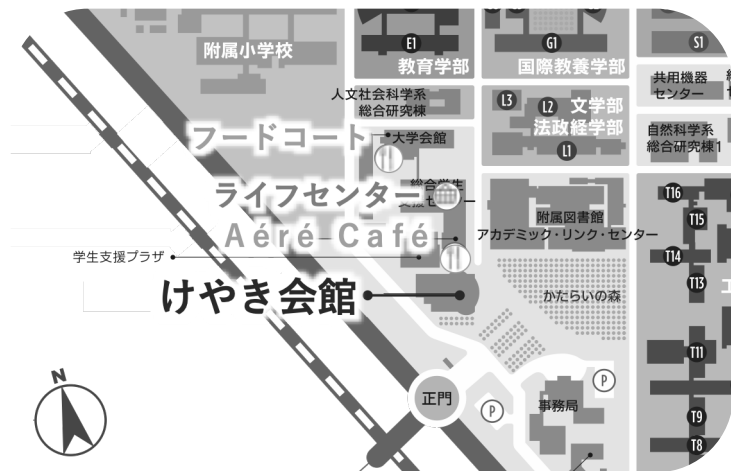 附属小学校
E1
教育学部
G1
国際教養学部
S1
共用機器
センター
人文社会科学系
総合研究棟
L3
L2
文学部
法政経学部
L1
自然科学系
総合研究棟1
フードコート
大学会館
ライフセンター
総合学生
Aéré Café
学生支援プラザ
附属図書館
アカデミック・リンク・センター
T16
T15
T14
T13
けやき会館
かたらいの森
T11
正門
P
P
事務局
T9
T8
N